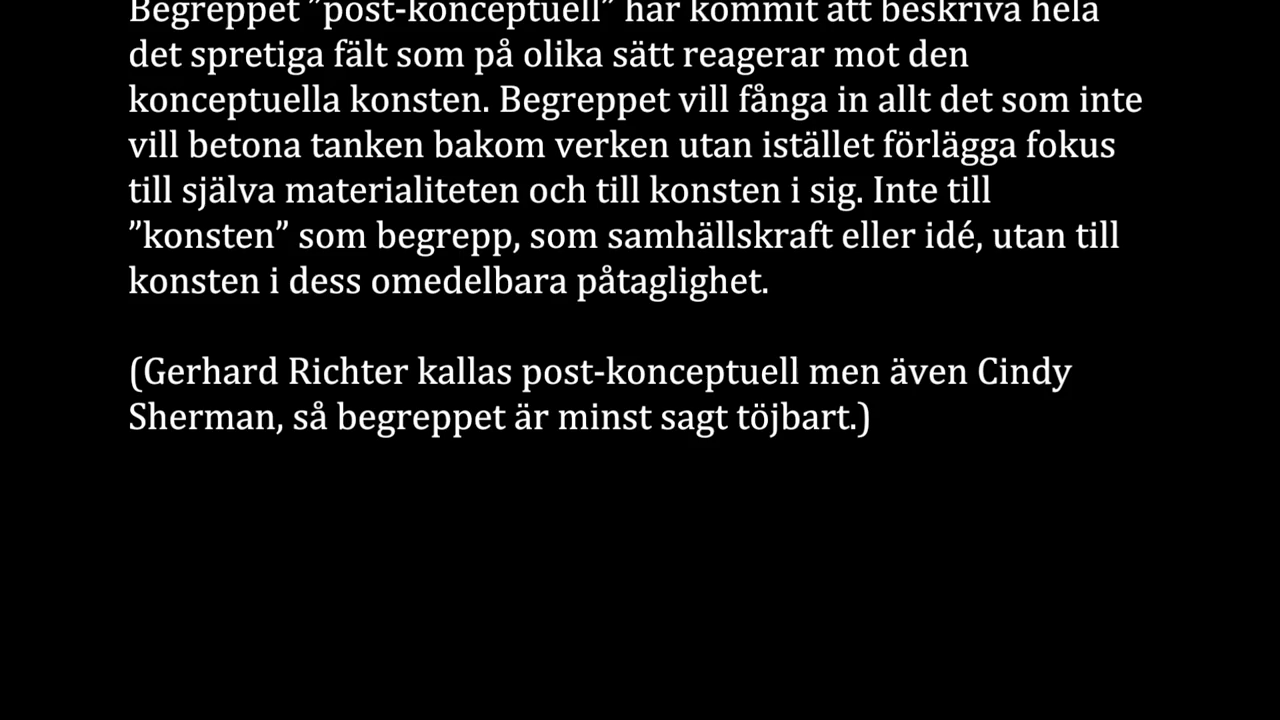 Begreppet ”post-konceptuell” har kommit att beskriva hela
det spretiga fält som på olika sätt reagerar mot den
konceptuella konsten. Begreppet vill fånga in allt det som inte
vill betona tanken bakom verken utan istället förlägga fokus
till själva materialiteten och till konsten i sig. Inte till
”konsten” som begrepp, som samhällskraft eller idé, utan till
konsten i dess omedelbara påtaglighet.
(Gerhard Richter kallas post-konceptuell men även Cindy
Sherman, så begreppet är minst sagt töjbart.)